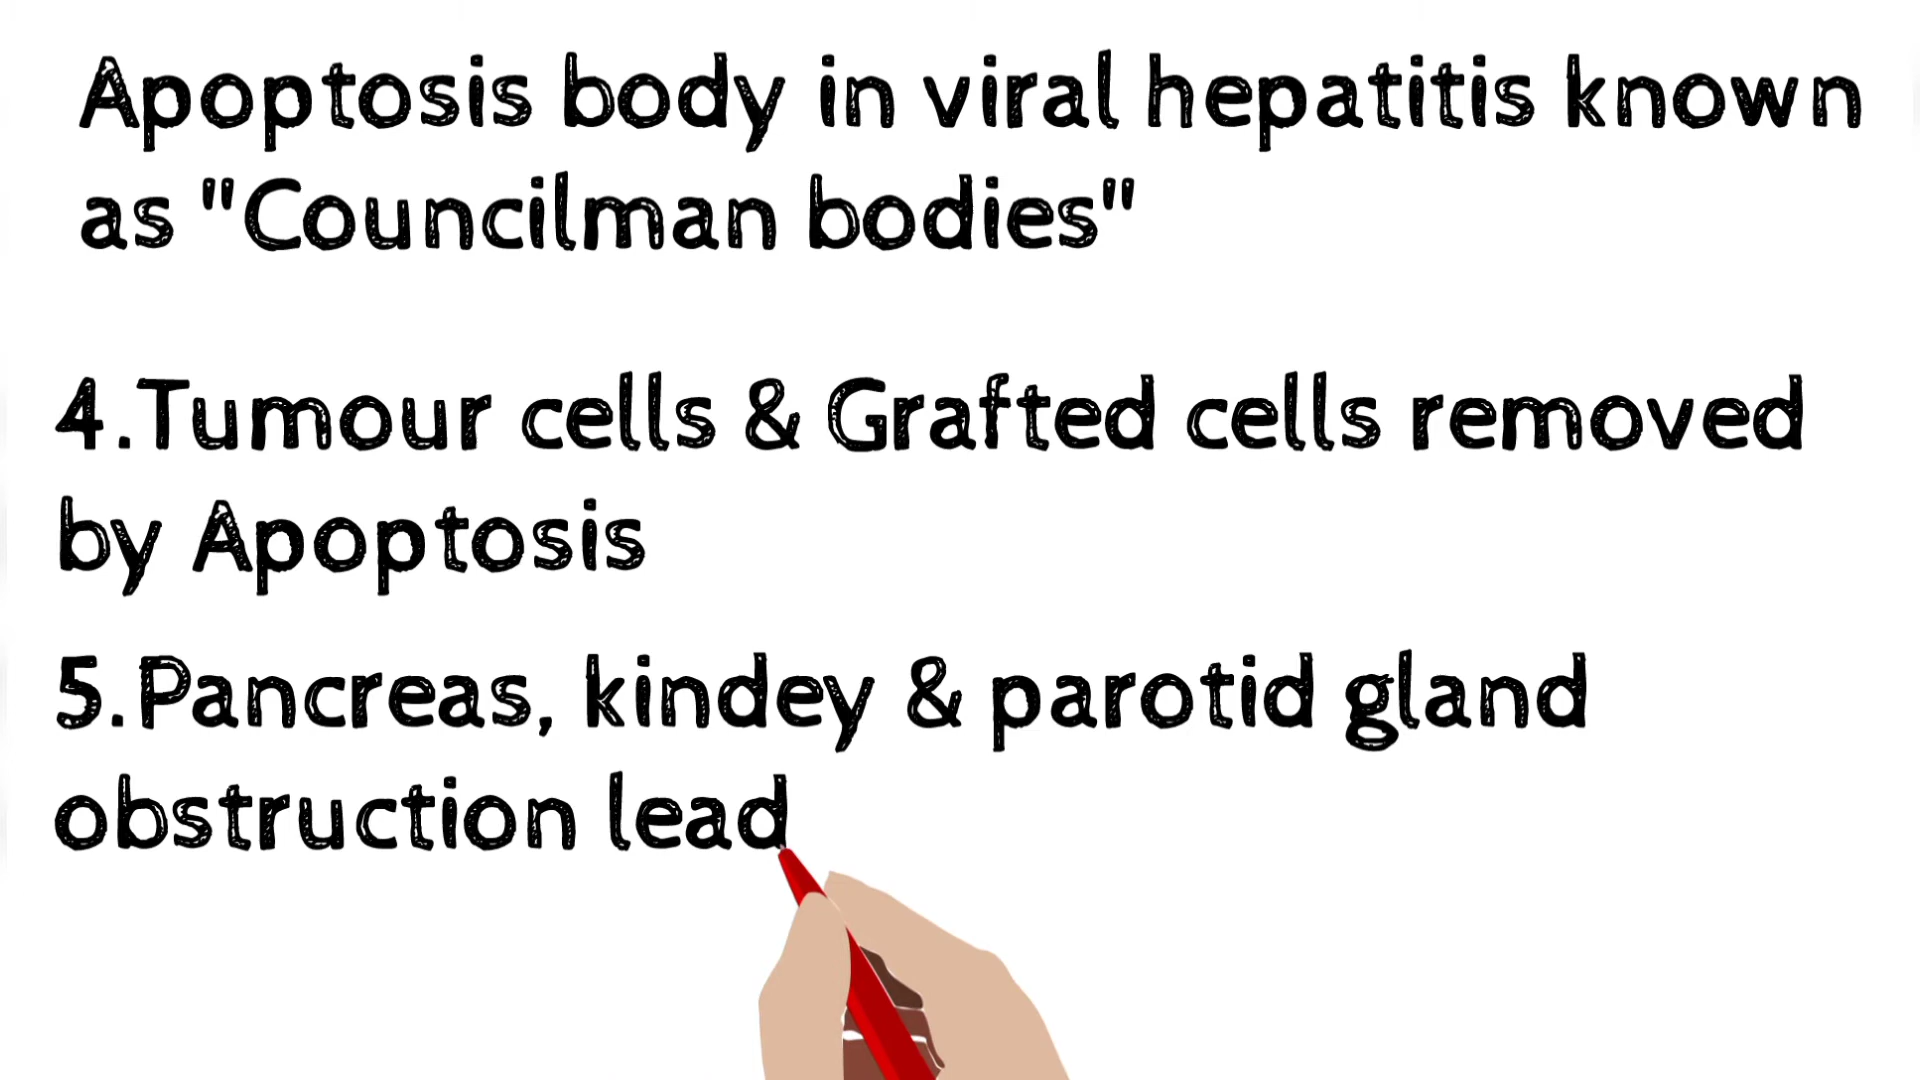 Apoptosis body in viral hepatitis known
as "Councilman bodies"
4.Tumour cells & Grafted cells removed
by Apoptosis
5.Pancreas, kindey & parotid gland
obstruction lead